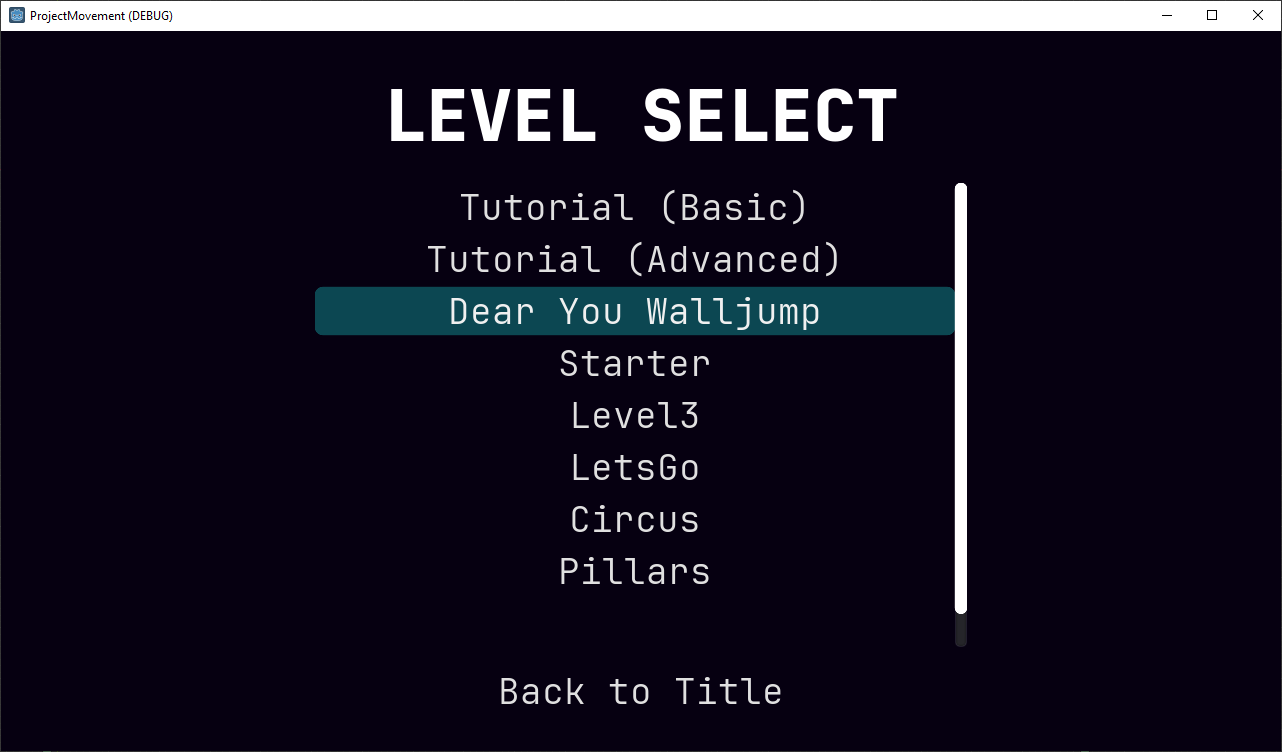 ProjectMovement (DEBUG)
LEVEL SELECT
Tutorial (Basic)
Tutorial (Advanced)
Dear You Walljump
Starter
Level3
LetsGo
Circus
Pillars
Back to Title